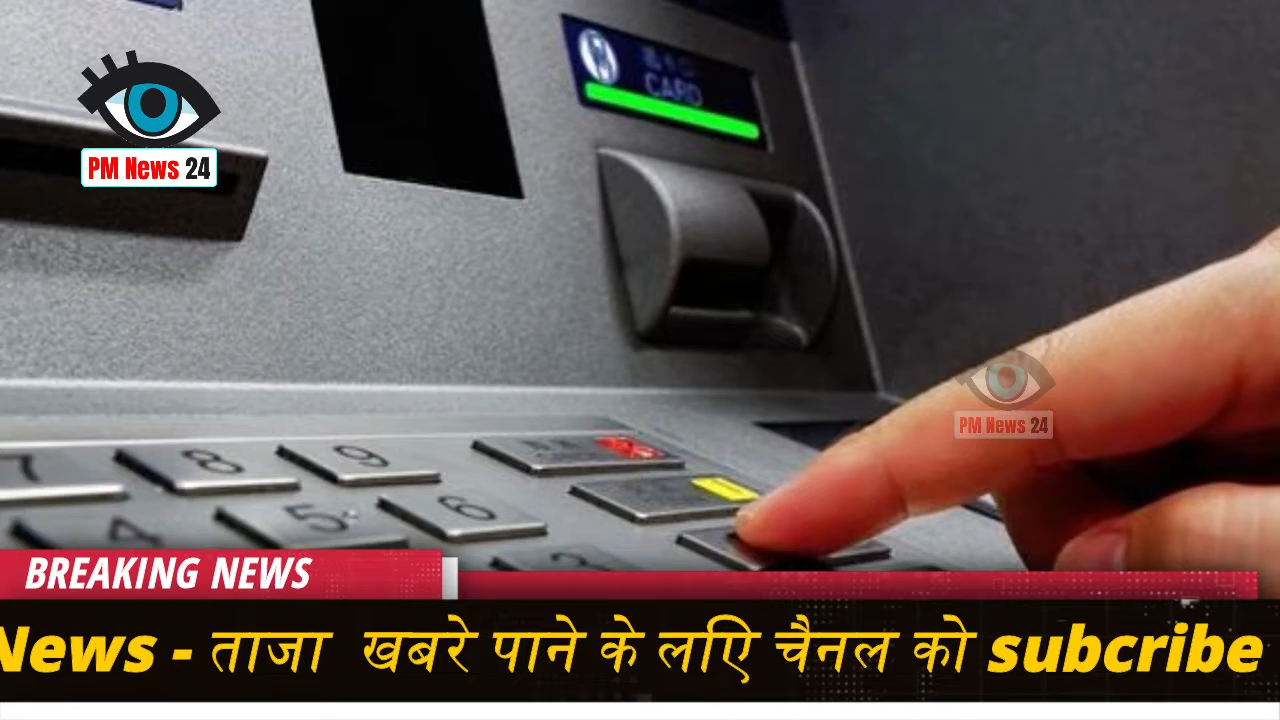 CARD
PM News 24
PM News 24
7 8 9
4 5 6
BREAKING NEWS
News - ताजा खबरे पाने के लिए चैनल को subcribe